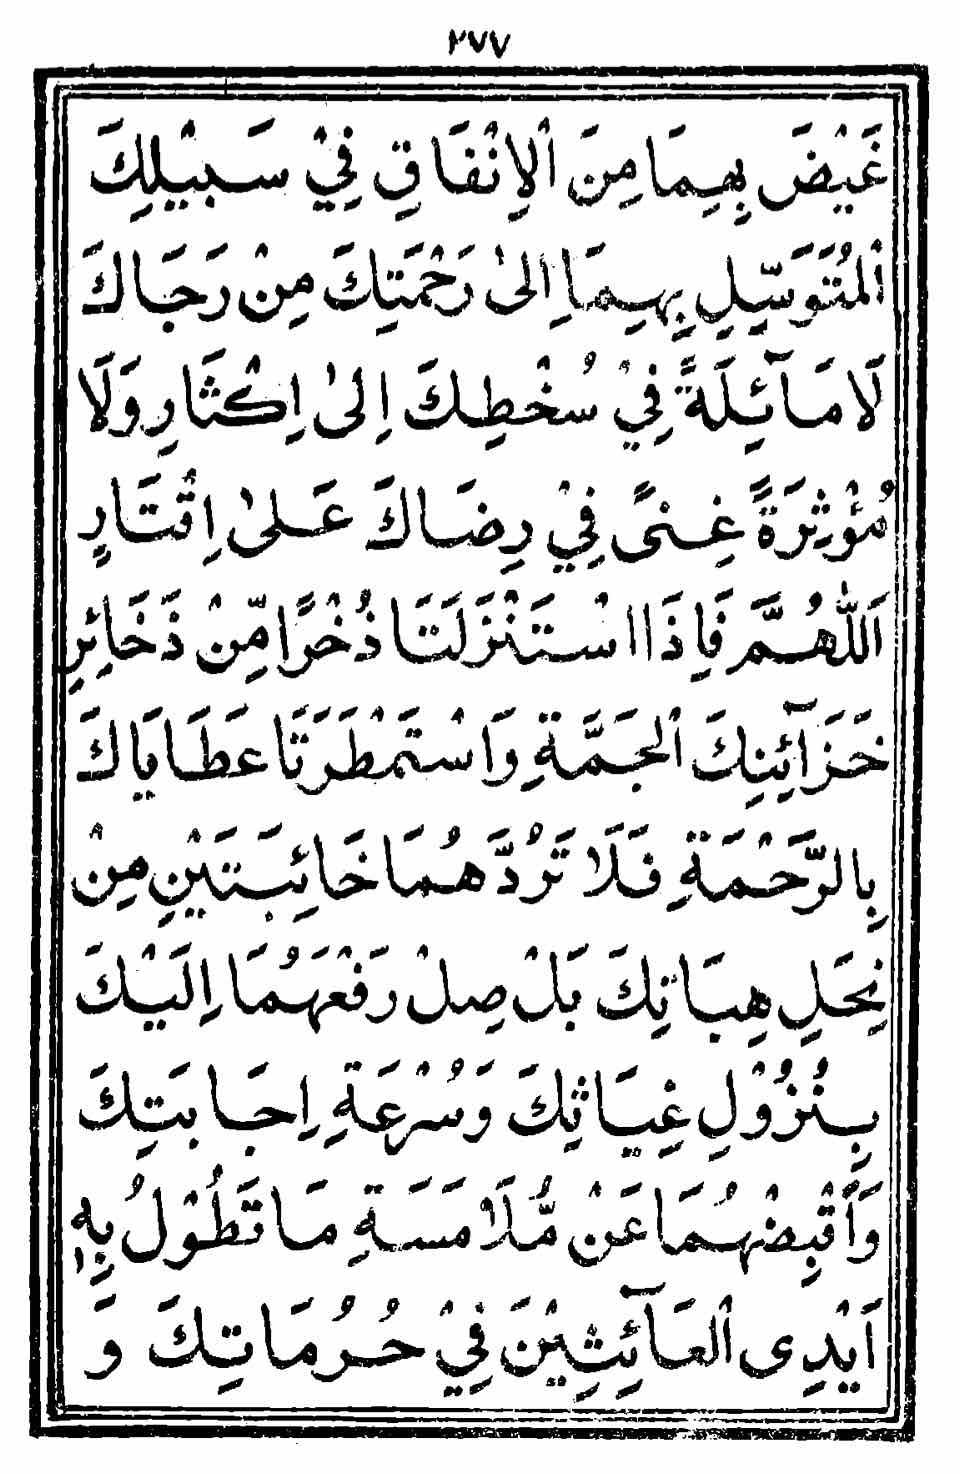 ٢٧٧
غَيْضَ بِهِمَا مِنَ الْاِنْفَاقِ فِيْ سَبِيْلِكَ
الْمُتَوَسِّلِ بِهِمَا اِلىٰ رَحْمَتِكَ مِنْ رَجَاكَ
لَا مَآئِلَةً فِيْ سُخْطِكَ اِلىٰ اِكْثَارِ وَلَا
مُؤْثِرَةً غِنىً فِيْ رِضَاكَ عَلىٰ اِقْتَارٍ
اَللّٰهُمَّ فَاِذَا اسْتَنْزَلَتَا ذُخْرًا مِّنْ ذَخَائِرِ
خَزَآئِنِكَ الْجَمَّةِ وَاسْتَمْطَرَتَا عَطَايَاكَ
بِالرَّحْمَةِ فَلَا تَرُدَّهُمَا خَائِبَتَيْنِ مِنْ
نِحَلِ هِبَاتِكَ بَلْ صِلْ رَفْعَهُمَا اِلَيْكَ
بِنُزُوْلِ غِيَاثِكَ وَسُرْعَةِ اِجَابَتِكَ
وَاَقْبِضْهُمَا عَنْ مُّلَامَسَةِ مَا تَطُوْلُ بِهٖ
اَيْدِى الْعَآئِثِيْنَ فِيْ حُرُمَاتِكَ وَ